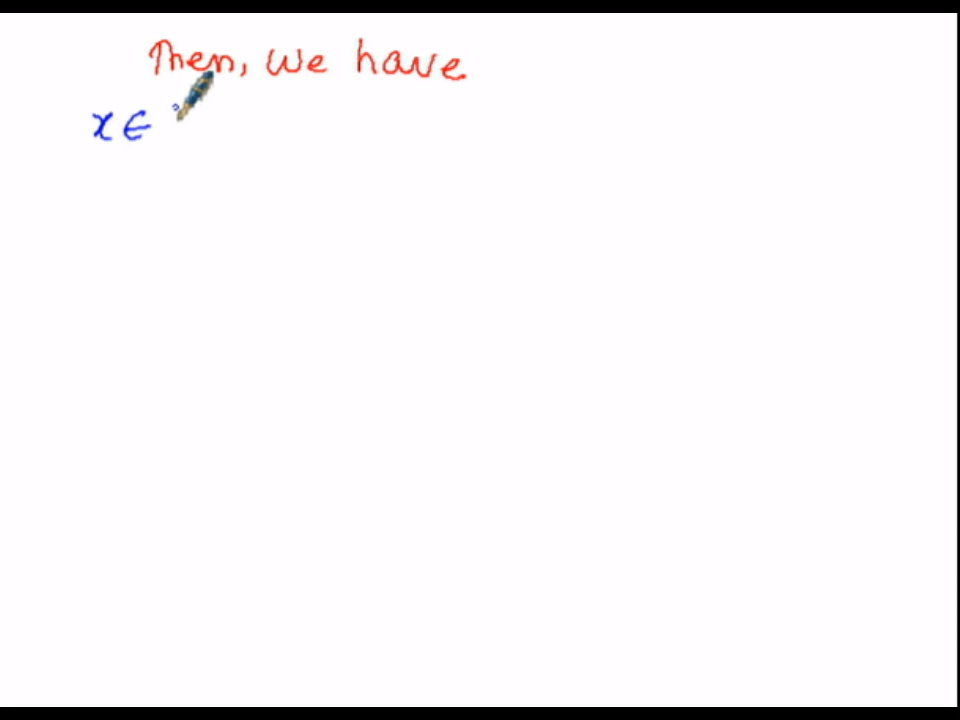 Then, we have
x ∈